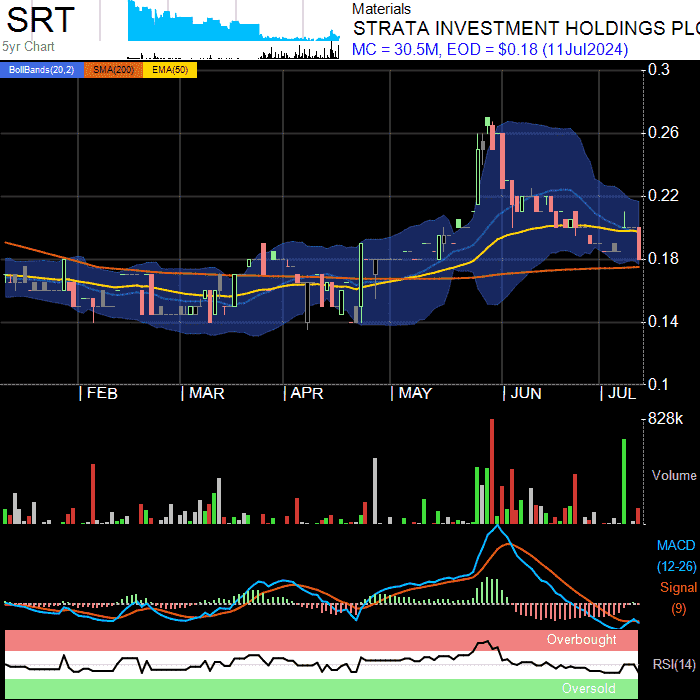 SRT
5yr Chart
Materials
STRATA INVESTMENT HOLDINGS PLC
MC = 30.5M, EOD = $0.18 (11Jul2024)
BollBands(20,2) SMA(200) EMA(50)
0.3
0.26
0.22
0.18
0.14
0.1
| FEB | MAR | APR | MAY | JUN | JUL
828k
Volume
MACD
(12-26)
Signal
(9)
Overbought
RSI(14)
Oversold